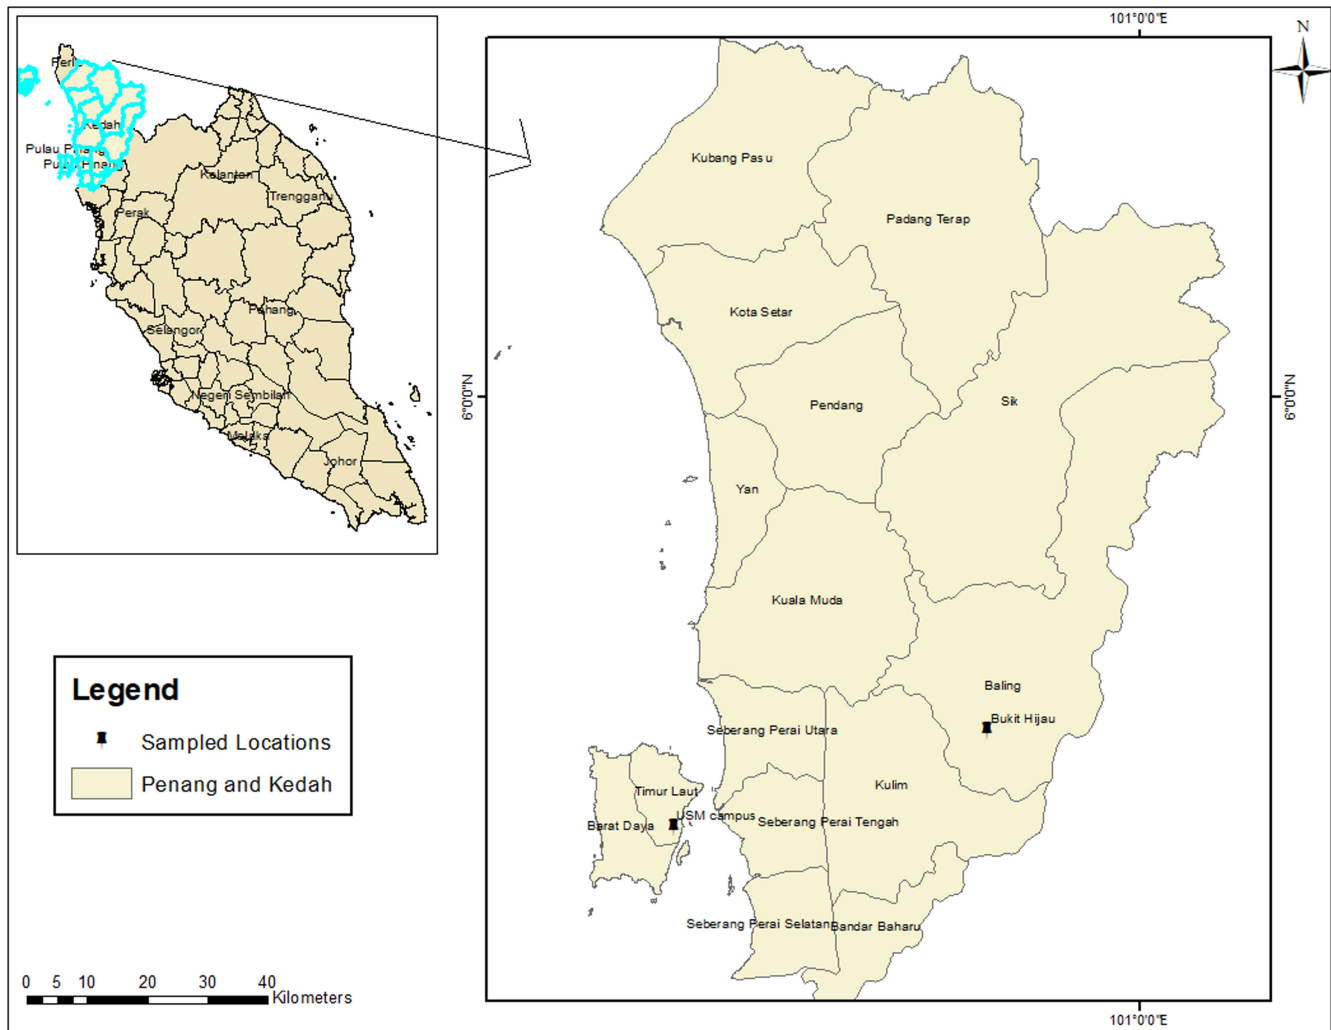 101°0'0"E
N
Perlis
Kedah
Pulau Pinang
Pulau Pinang
Perak
Kelantan
Trengganu
Pahang
Selangor
Negeri Sembilan
Melaka
Johor
Kubang Pasu
Padang Terap
Kota Setar
6°0'0"N
Pendang
Sik
6°0'0"N
Yan
Kuala Muda
Baling
Bukit Hijau
Seberang Perai Utara
Kulim
Timur Laut
USM campus
Barat Daya
Seberang Perai Tengah
Seberang Perai Selatan
Bandar Baharu
Legend
Sampled Locations
Penang and Kedah
0 5 10 20 30 40
Kilometers
101°0'0"E